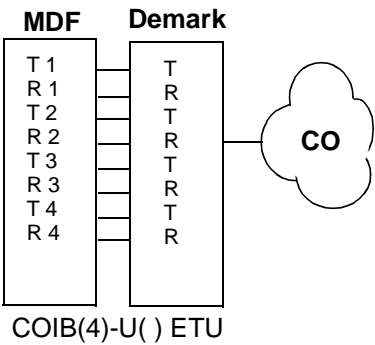 MDF Demark
T 1 T
R 1 R
T 2 T
R 2 R
T 3 T
R 3 R
T 4 T
R 4 R
CO
COIB(4)-U( ) ETU